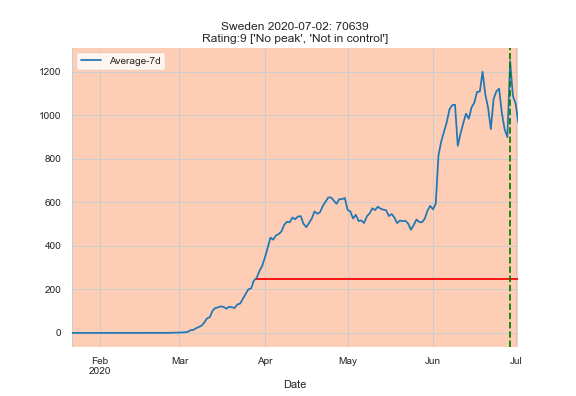 Sweden 2020-07-02: 70639
Rating:9 ['No peak', 'Not in control']
Average-7d
1200
1000
800
600
400
200
0
Feb Mar Apr May Jun Jul
2020
Date